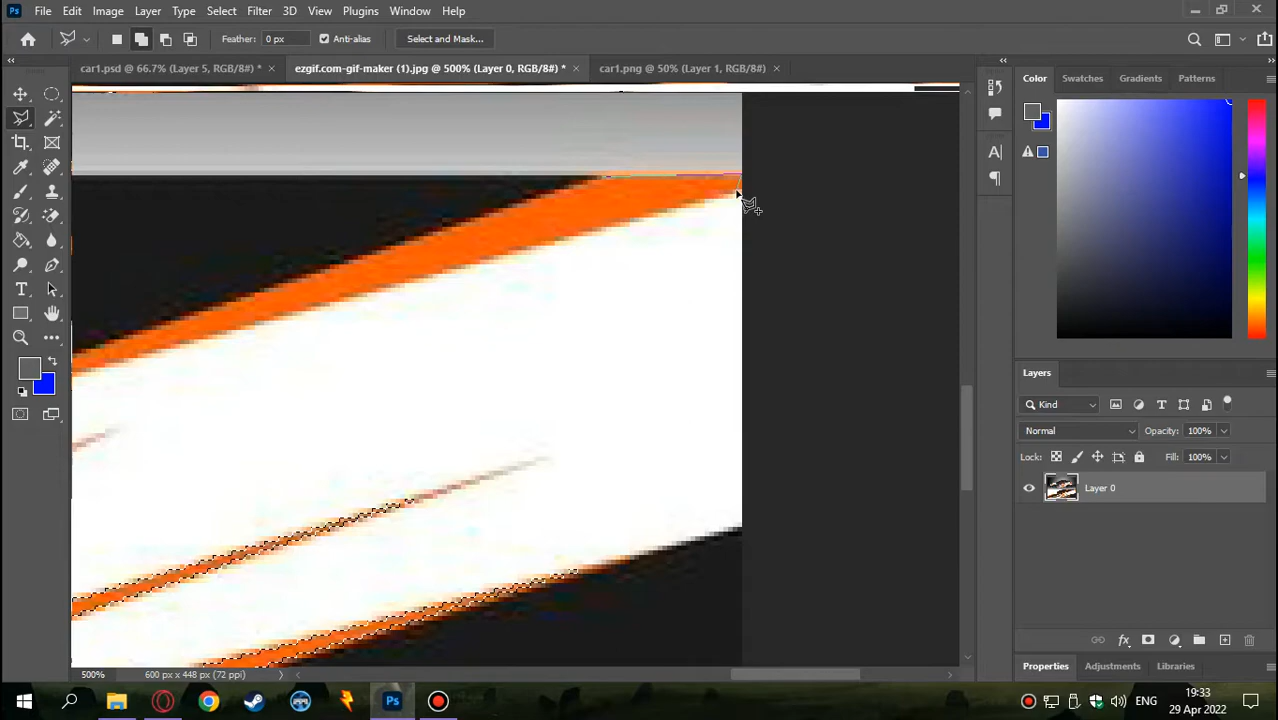 Ps File Edit Image Layer Type Select Filter 3D View Plugins Window Help
Feather: 0 px Anti-alias Select and Mask...
car1.psd @ 66.7% (Layer 5, RGB/8#) * × ezgif.com-gif-maker (1).jpg @ 500% (Layer 0, RGB/8#) * × car1.png @ 50% (Layer 1, RGB/8#) ×
Color Swatches Gradients Patterns
Layers
Kind
Normal Opacity: 100%
Lock: Fill: 100%
Layer 0
fx
500% 600 px x 448 px (72 ppi)
Properties Adjustments Libraries
Ps ENG 19:33
29 Apr 2022